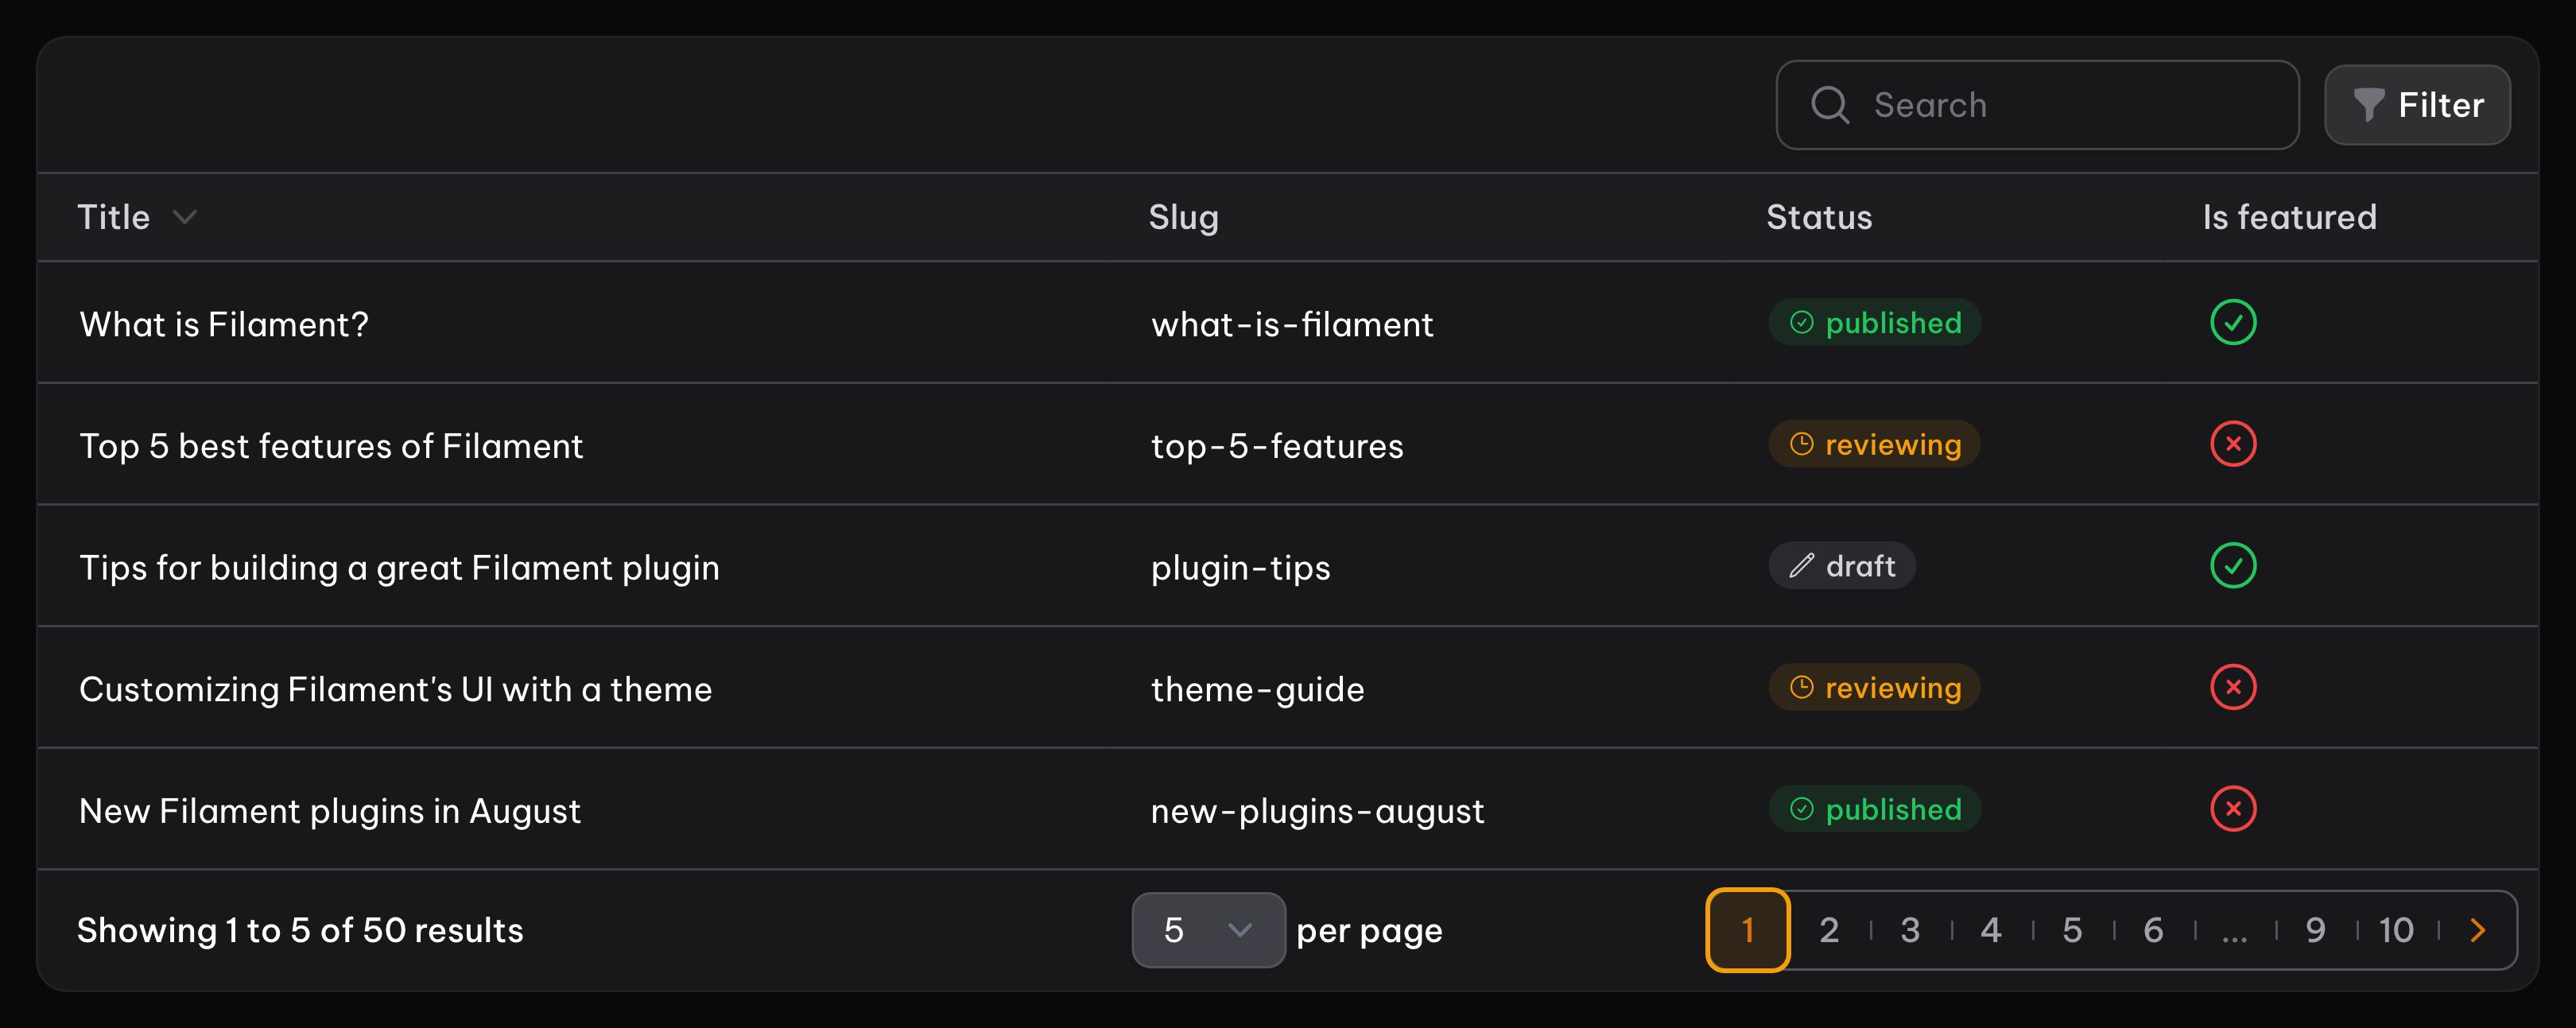 Search Filter
Title Slug Status Is featured
What is Filament? what-is-filament published
Top 5 best features of Filament top-5-features reviewing
Tips for building a great Filament plugin plugin-tips draft
Customizing Filament's UI with a theme theme-guide reviewing
New Filament plugins in August new-plugins-august published
Showing 1 to 5 of 50 results 5 per page 1 2 3 4 5 6 ... 9 10